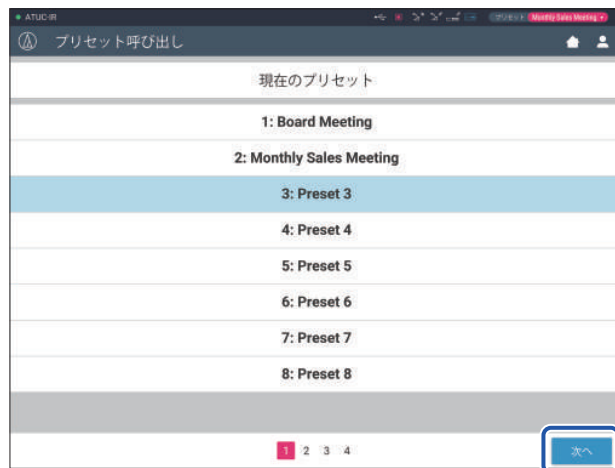 ATUC-IR プリセット Monthly Sales Meeting
プリセット呼び出し
現在のプリセット
1: Board Meeting
2: Monthly Sales Meeting
3: Preset 3
4: Preset 4
5: Preset 5
6: Preset 6
7: Preset 7
8: Preset 8
1 2 3 4 次へ